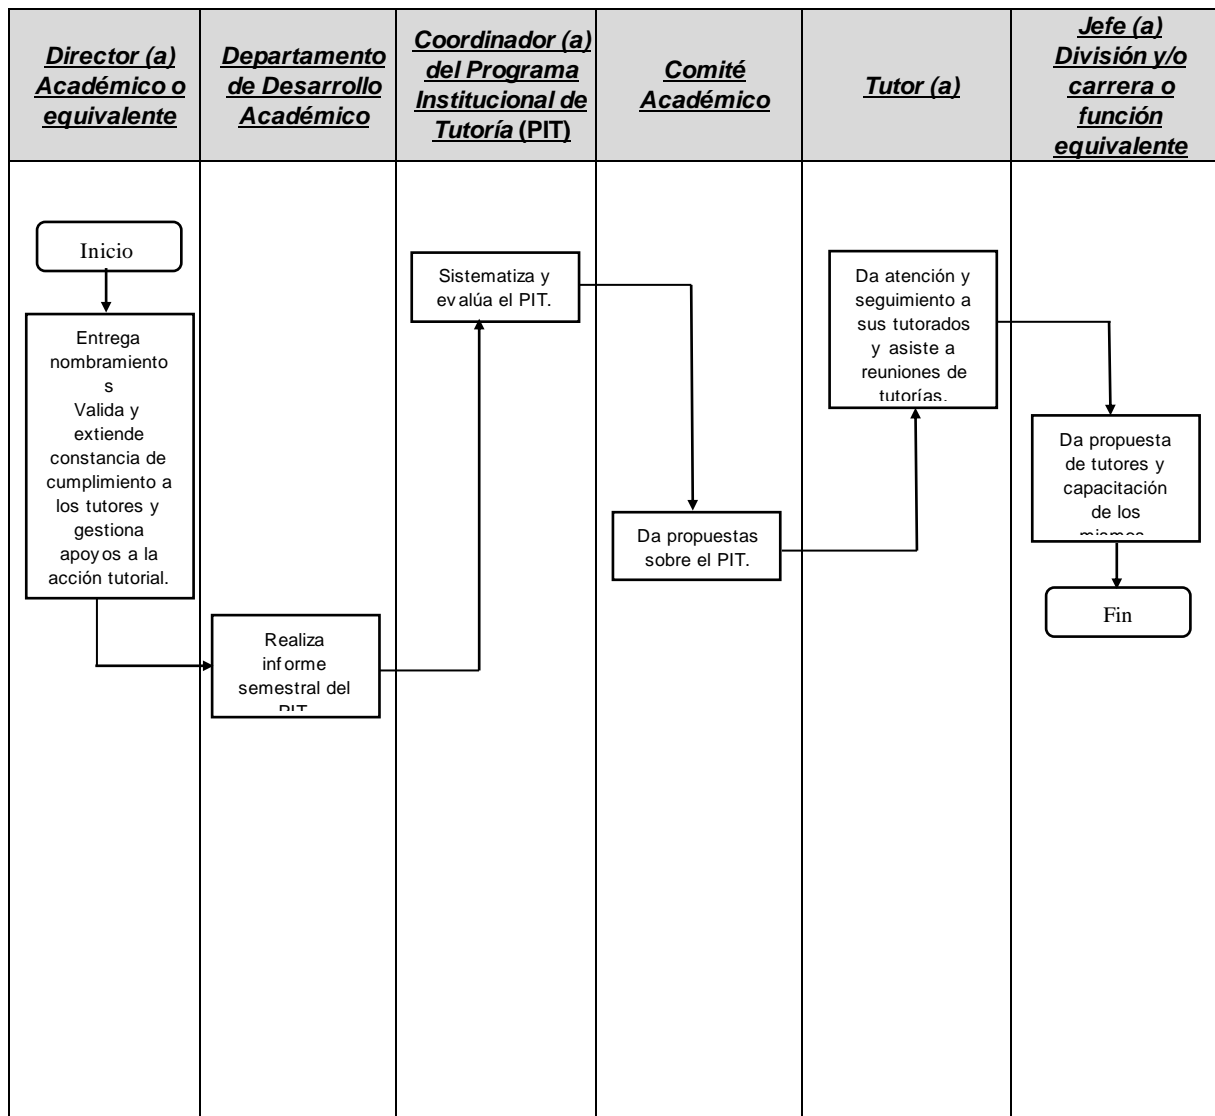 Director (a)
Académico o
equivalente
Departamento
de Desarrollo
Académico
Coordinador (a)
del Programa
Institucional de
Tutoría (PIT)
Comité
Académico
Tutor (a)
Jefe (a)
División y/o
carrera o
función
equivalente
Inicio
Entrega
nombramiento
s
Valida y
extiende
constancia de
cumplimiento a
los tutores y
gestiona
apoyos a la
acción tutorial.
Realiza
informe
semestral del
PIT
Sistematiza y
evalúa el PIT.
Da propuestas
sobre el PIT.
Da atención y
seguimiento a
sus tutorados
y asiste a
reuniones de
tutorías.
Da propuesta
de tutores y
capacitación
de los
mismos
Fin